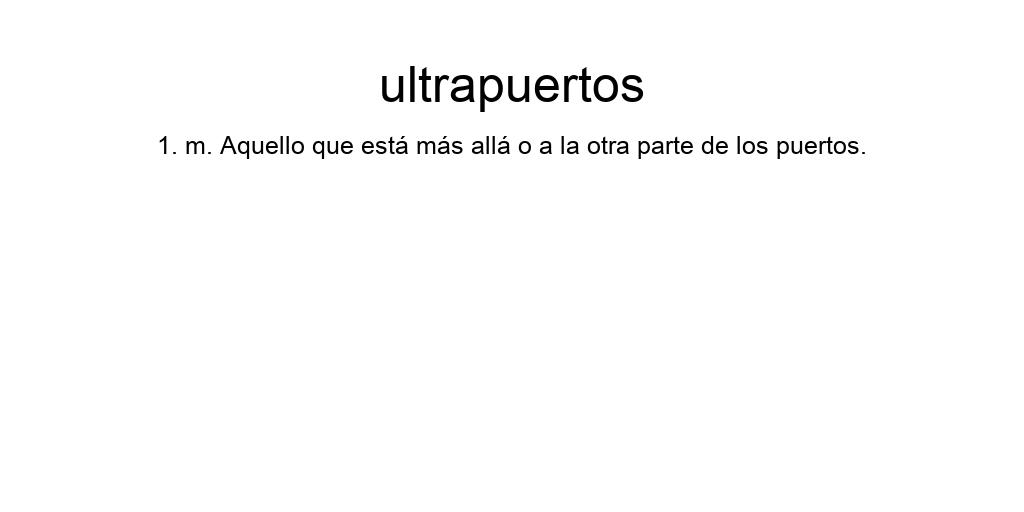 ultrapuertos
1. m. Aquello que está más allá o a la otra parte de los puertos.